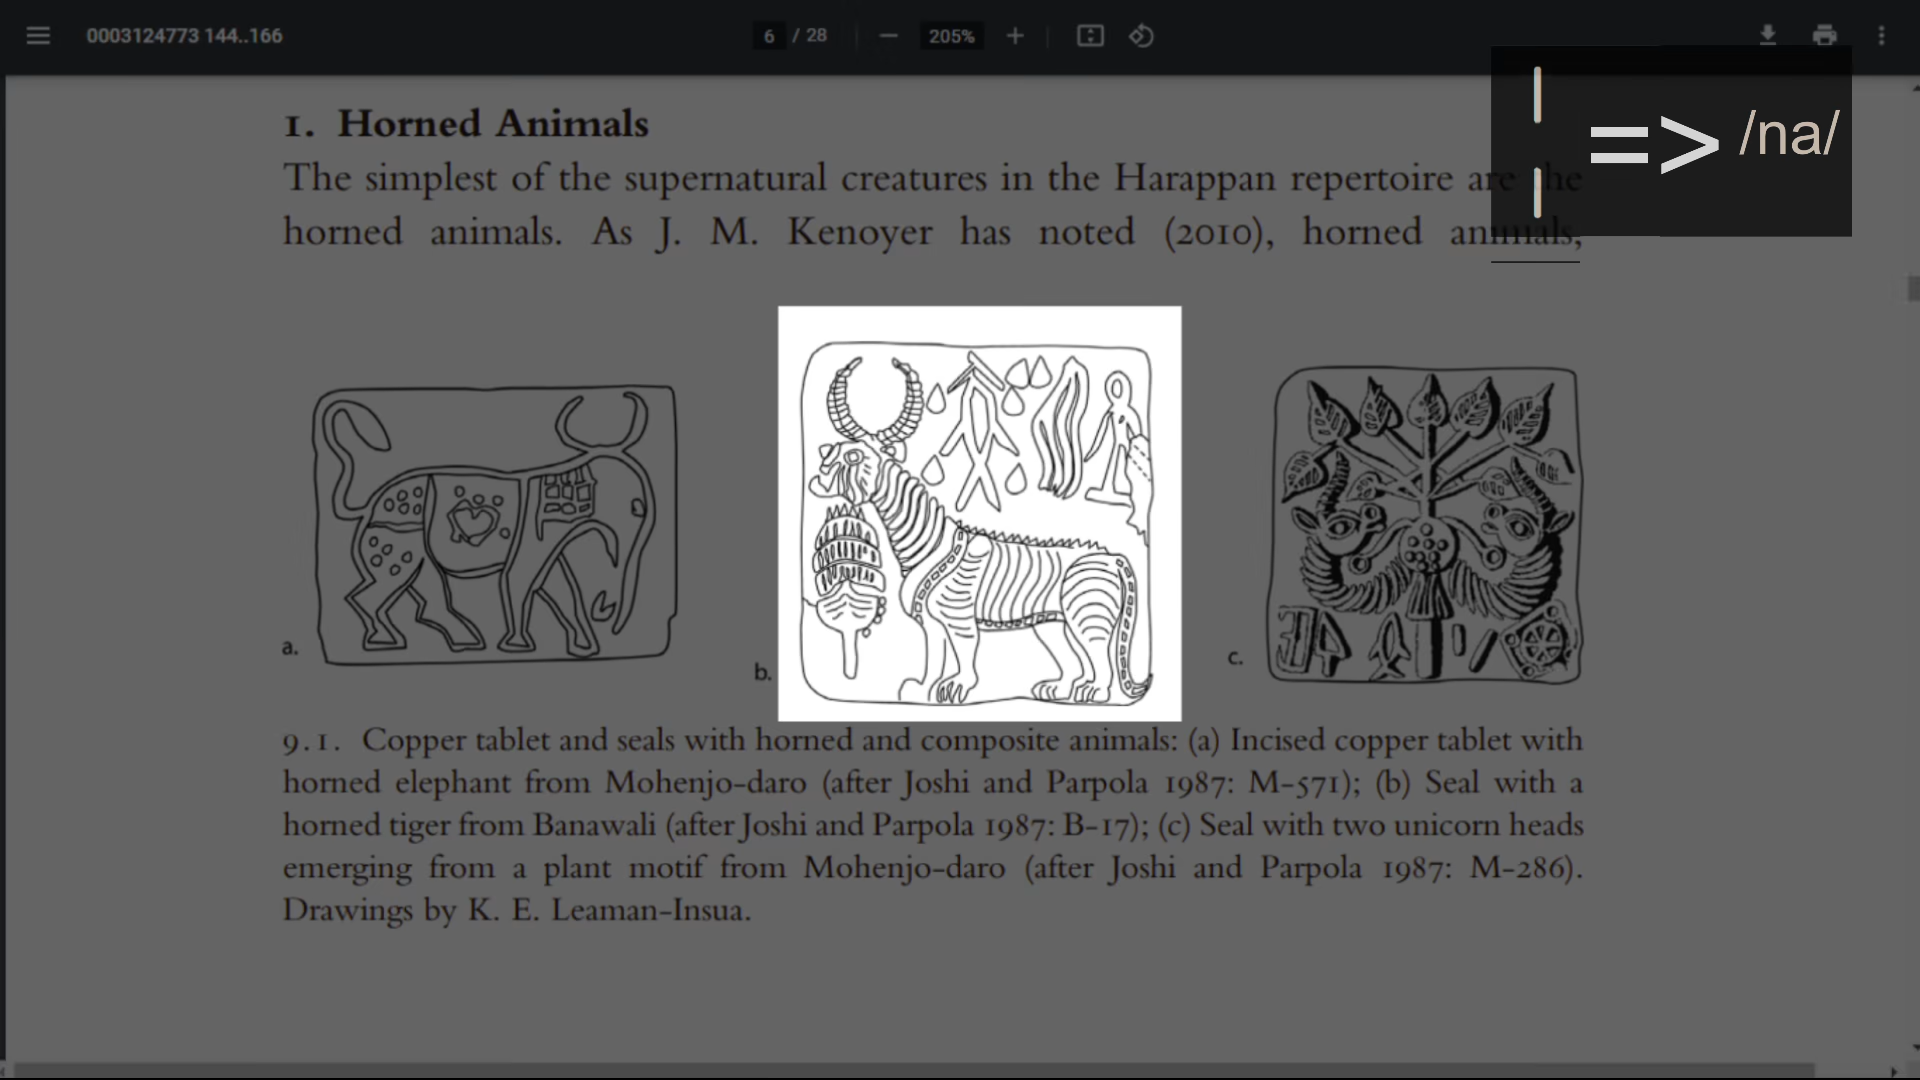 0003124773 144..166
6 / 28
205%
| | => /na/
1. Horned Animals
The simplest of the supernatural creatures in the Harappan repertoire are the
horned animals. As J. M. Kenoyer has noted (2010), horned animals,
a.
b.
c.
9.1. Copper tablet and seals with horned and composite animals: (a) Incised copper tablet with
horned elephant from Mohenjo-daro (after Joshi and Parpola 1987: M-571); (b) Seal with a
horned tiger from Banawali (after Joshi and Parpola 1987: B-17); (c) Seal with two unicorn heads
emerging from a plant motif from Mohenjo-daro (after Joshi and Parpola 1987: M-286).
Drawings by K. E. Leaman-Insua.